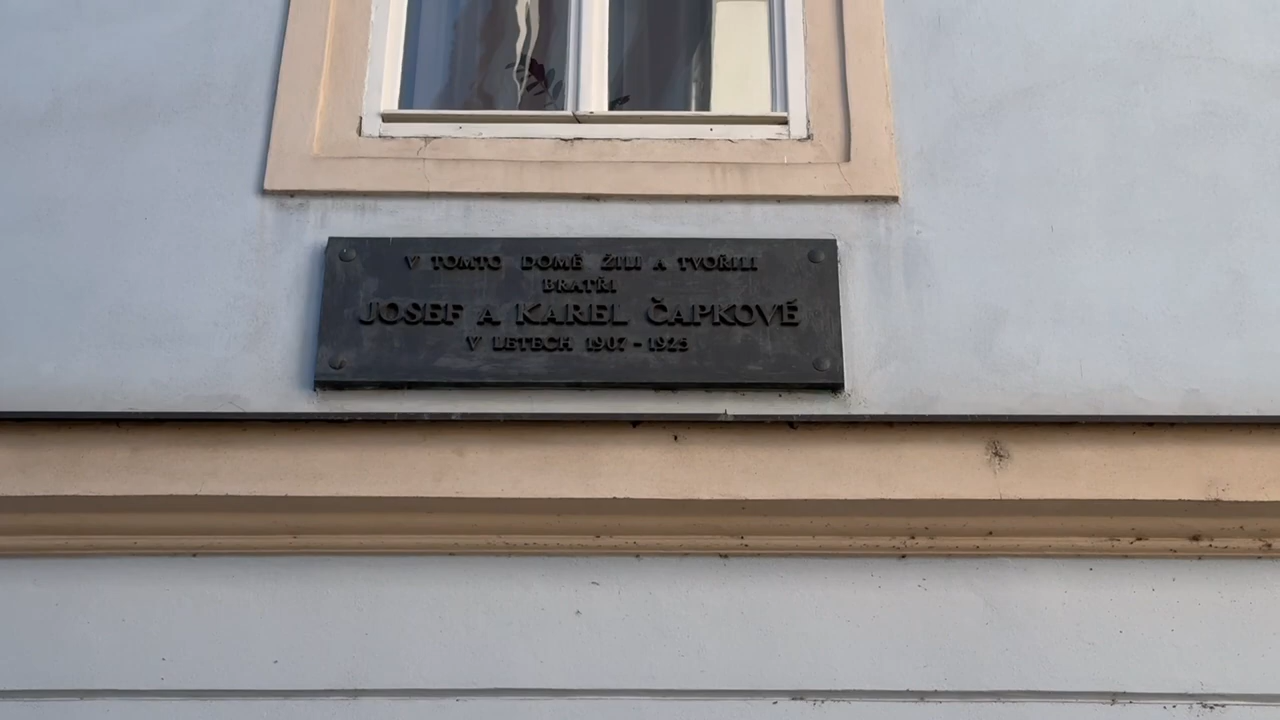 V TOMTO DOMĚ ŽILI A TVOŘILI
BRATŘI
JOSEF A KAREL ČAPKOVÉ
V LETECH 1907 - 1925